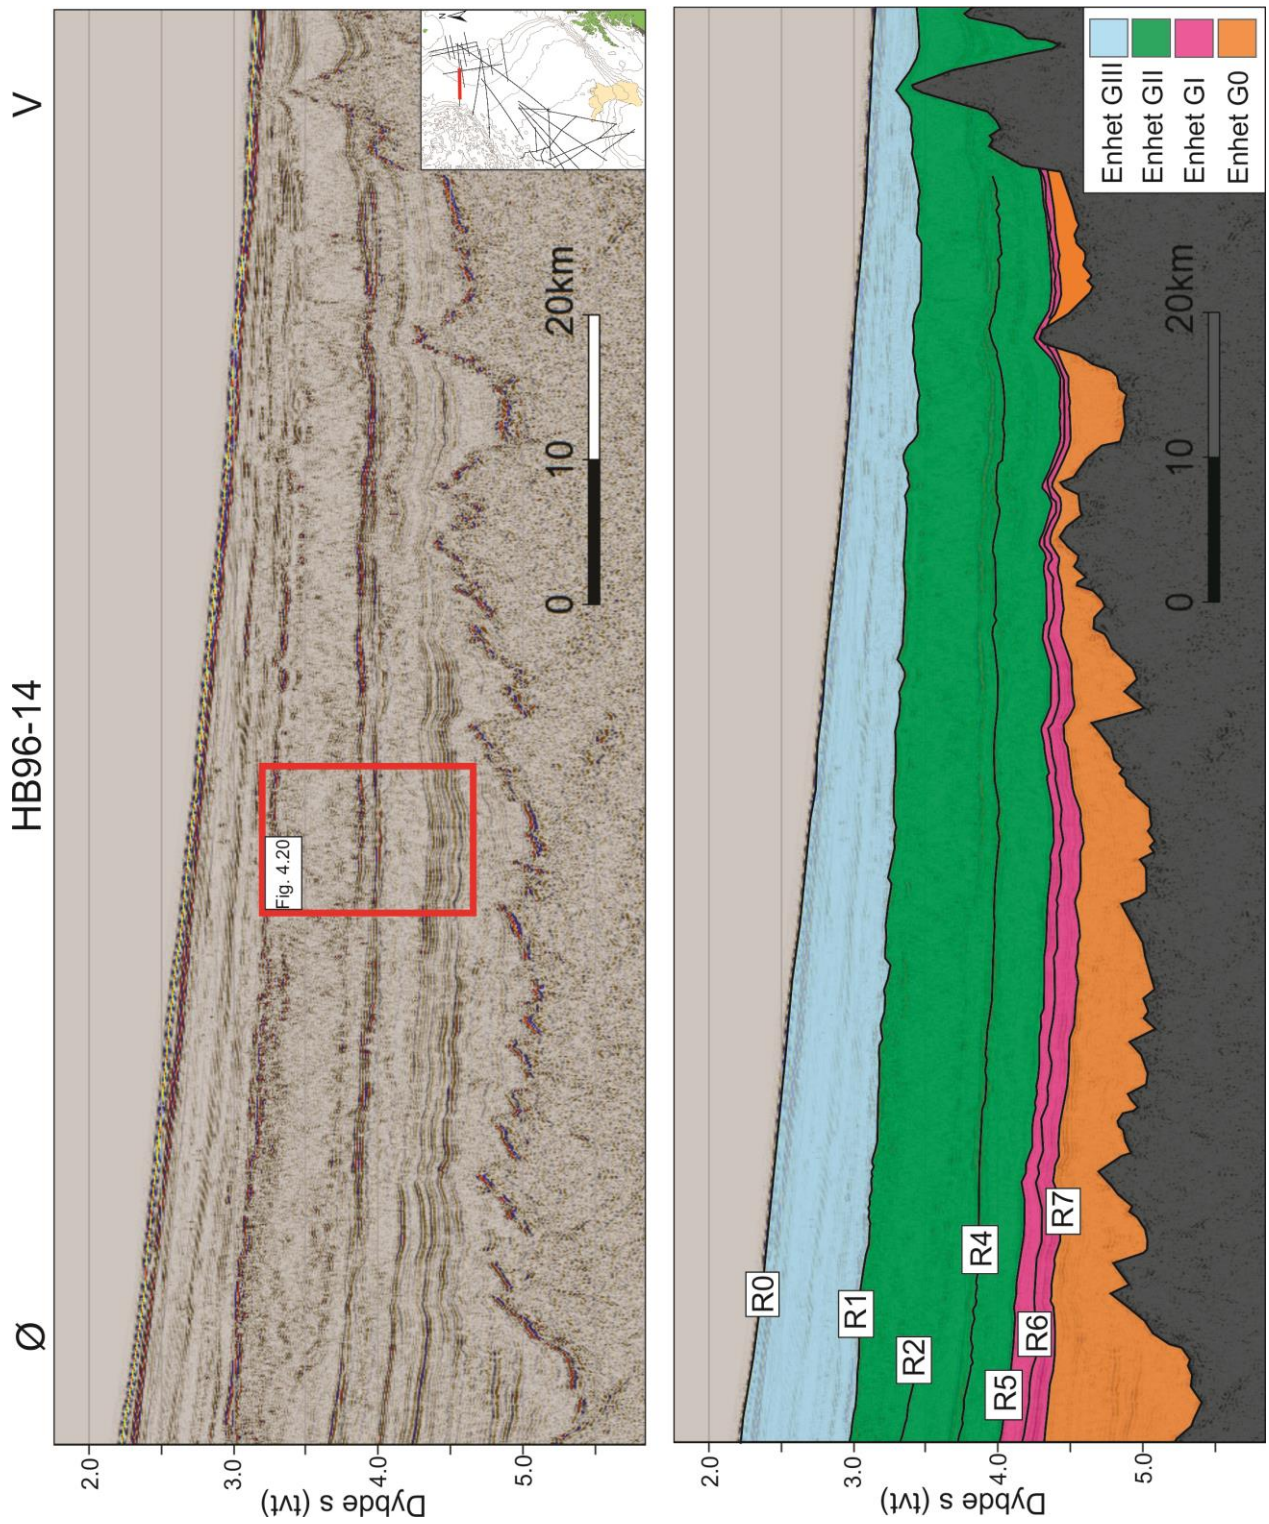 HB96-14
Ø
V
N
2.0
3.0
4.0
5.0
Dybde s (tvt)
Fig. 4.20
0
10
20km
2.0
3.0
4.0
5.0
Dybde s (tvt)
R0
R1
R2
R4
R5
R6
R7
0
10
20km
Enhet GIII
Enhet GII
Enhet GI
Enhet G0